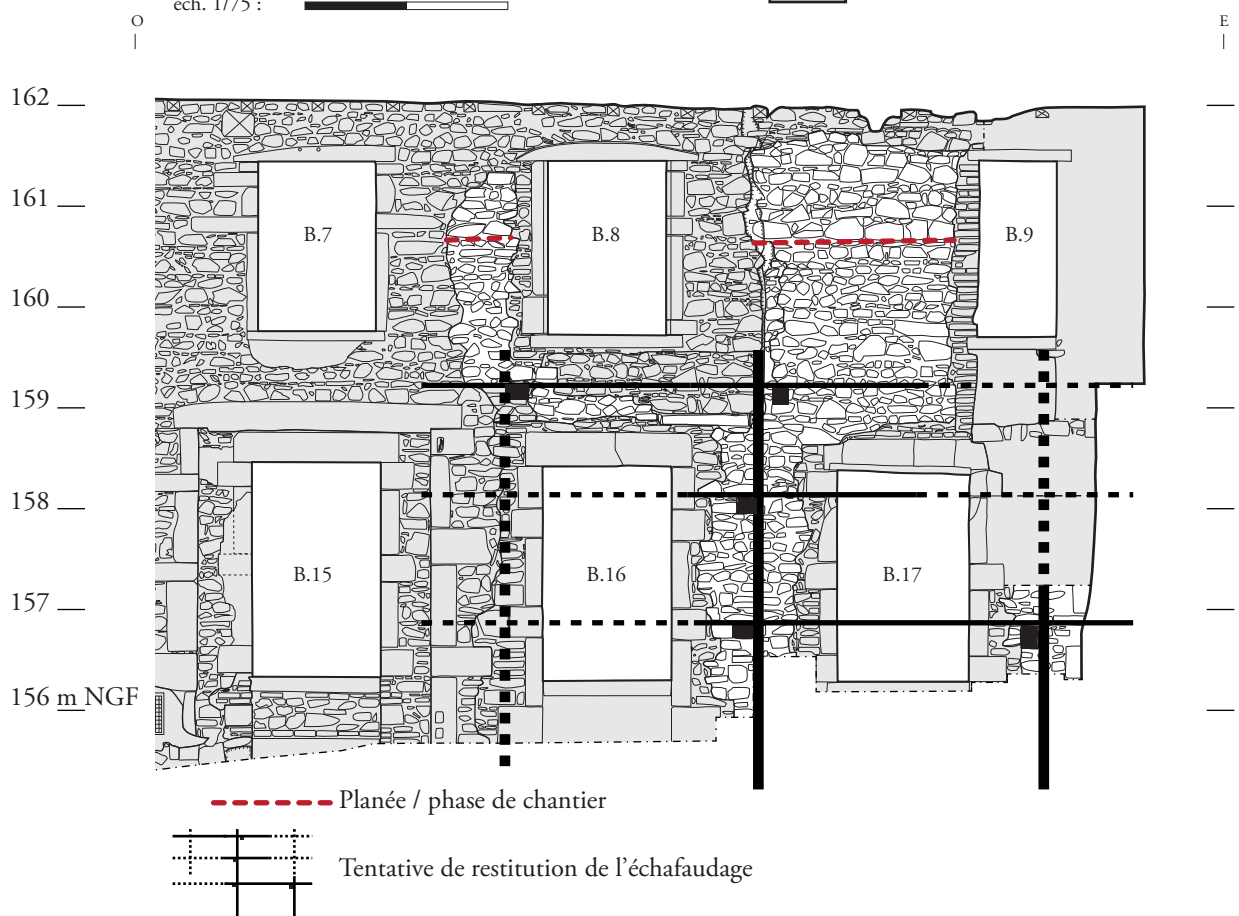 éch. 1/75 :
O
E
162
161
160
159
158
157
156 m NGF
B.7
B.8
B.9
B.15
B.16
B.17
Planée / phase de chantier
Tentative de restitution de l’échafaudage